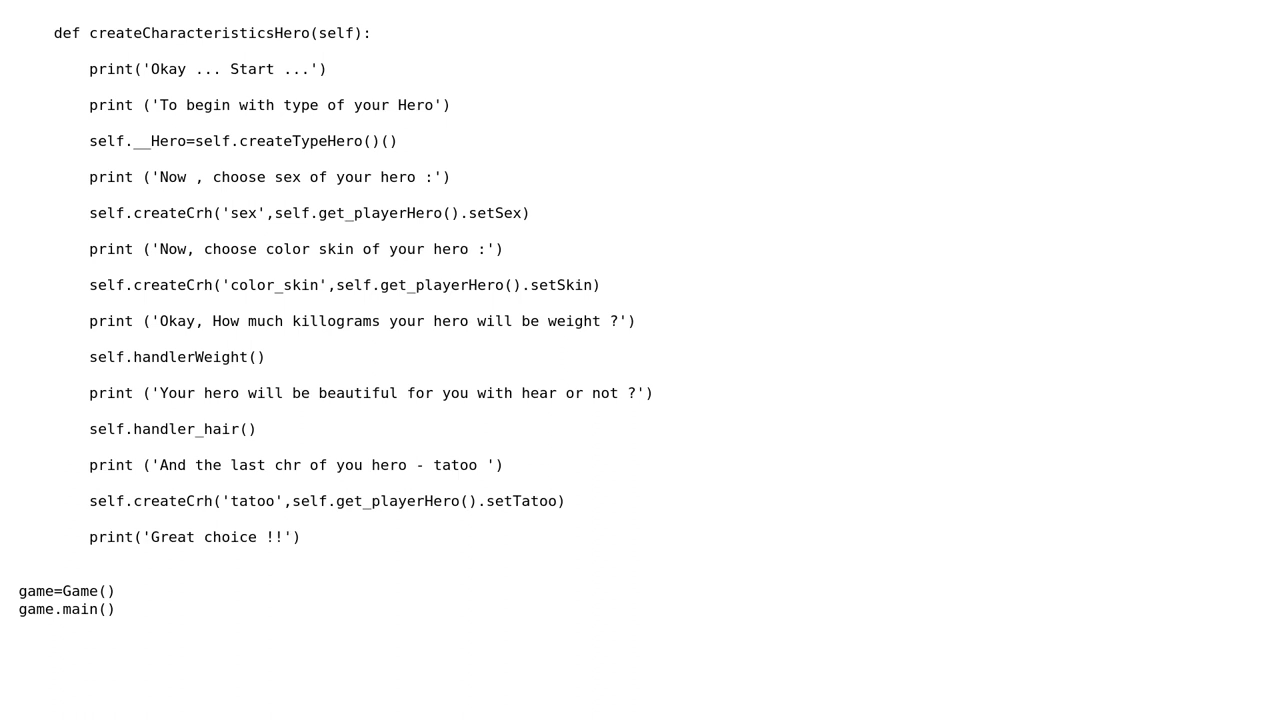 def createCharacteristicsHero(self):
print('Okay ... Start ...')
print ('To begin with type of your Hero')
self.__Hero=self.createTypeHero()()
print ('Now , choose sex of your hero :')
self.createCrh('sex',self.get_playerHero().setSex)
print ('Now, choose color skin of your hero :')
self.createCrh('color_skin',self.get_playerHero().setSkin)
print ('Okay, How much killograms your hero will be weight ?')
self.handlerWeight()
print ('Your hero will be beautiful for you with hear or not ?')
self.handler_hair()
print ('And the last chr of you hero - tatoo ')
self.createCrh('tatoo',self.get_playerHero().setTatoo)
print('Great choice !!')
game=Game()
game.main()